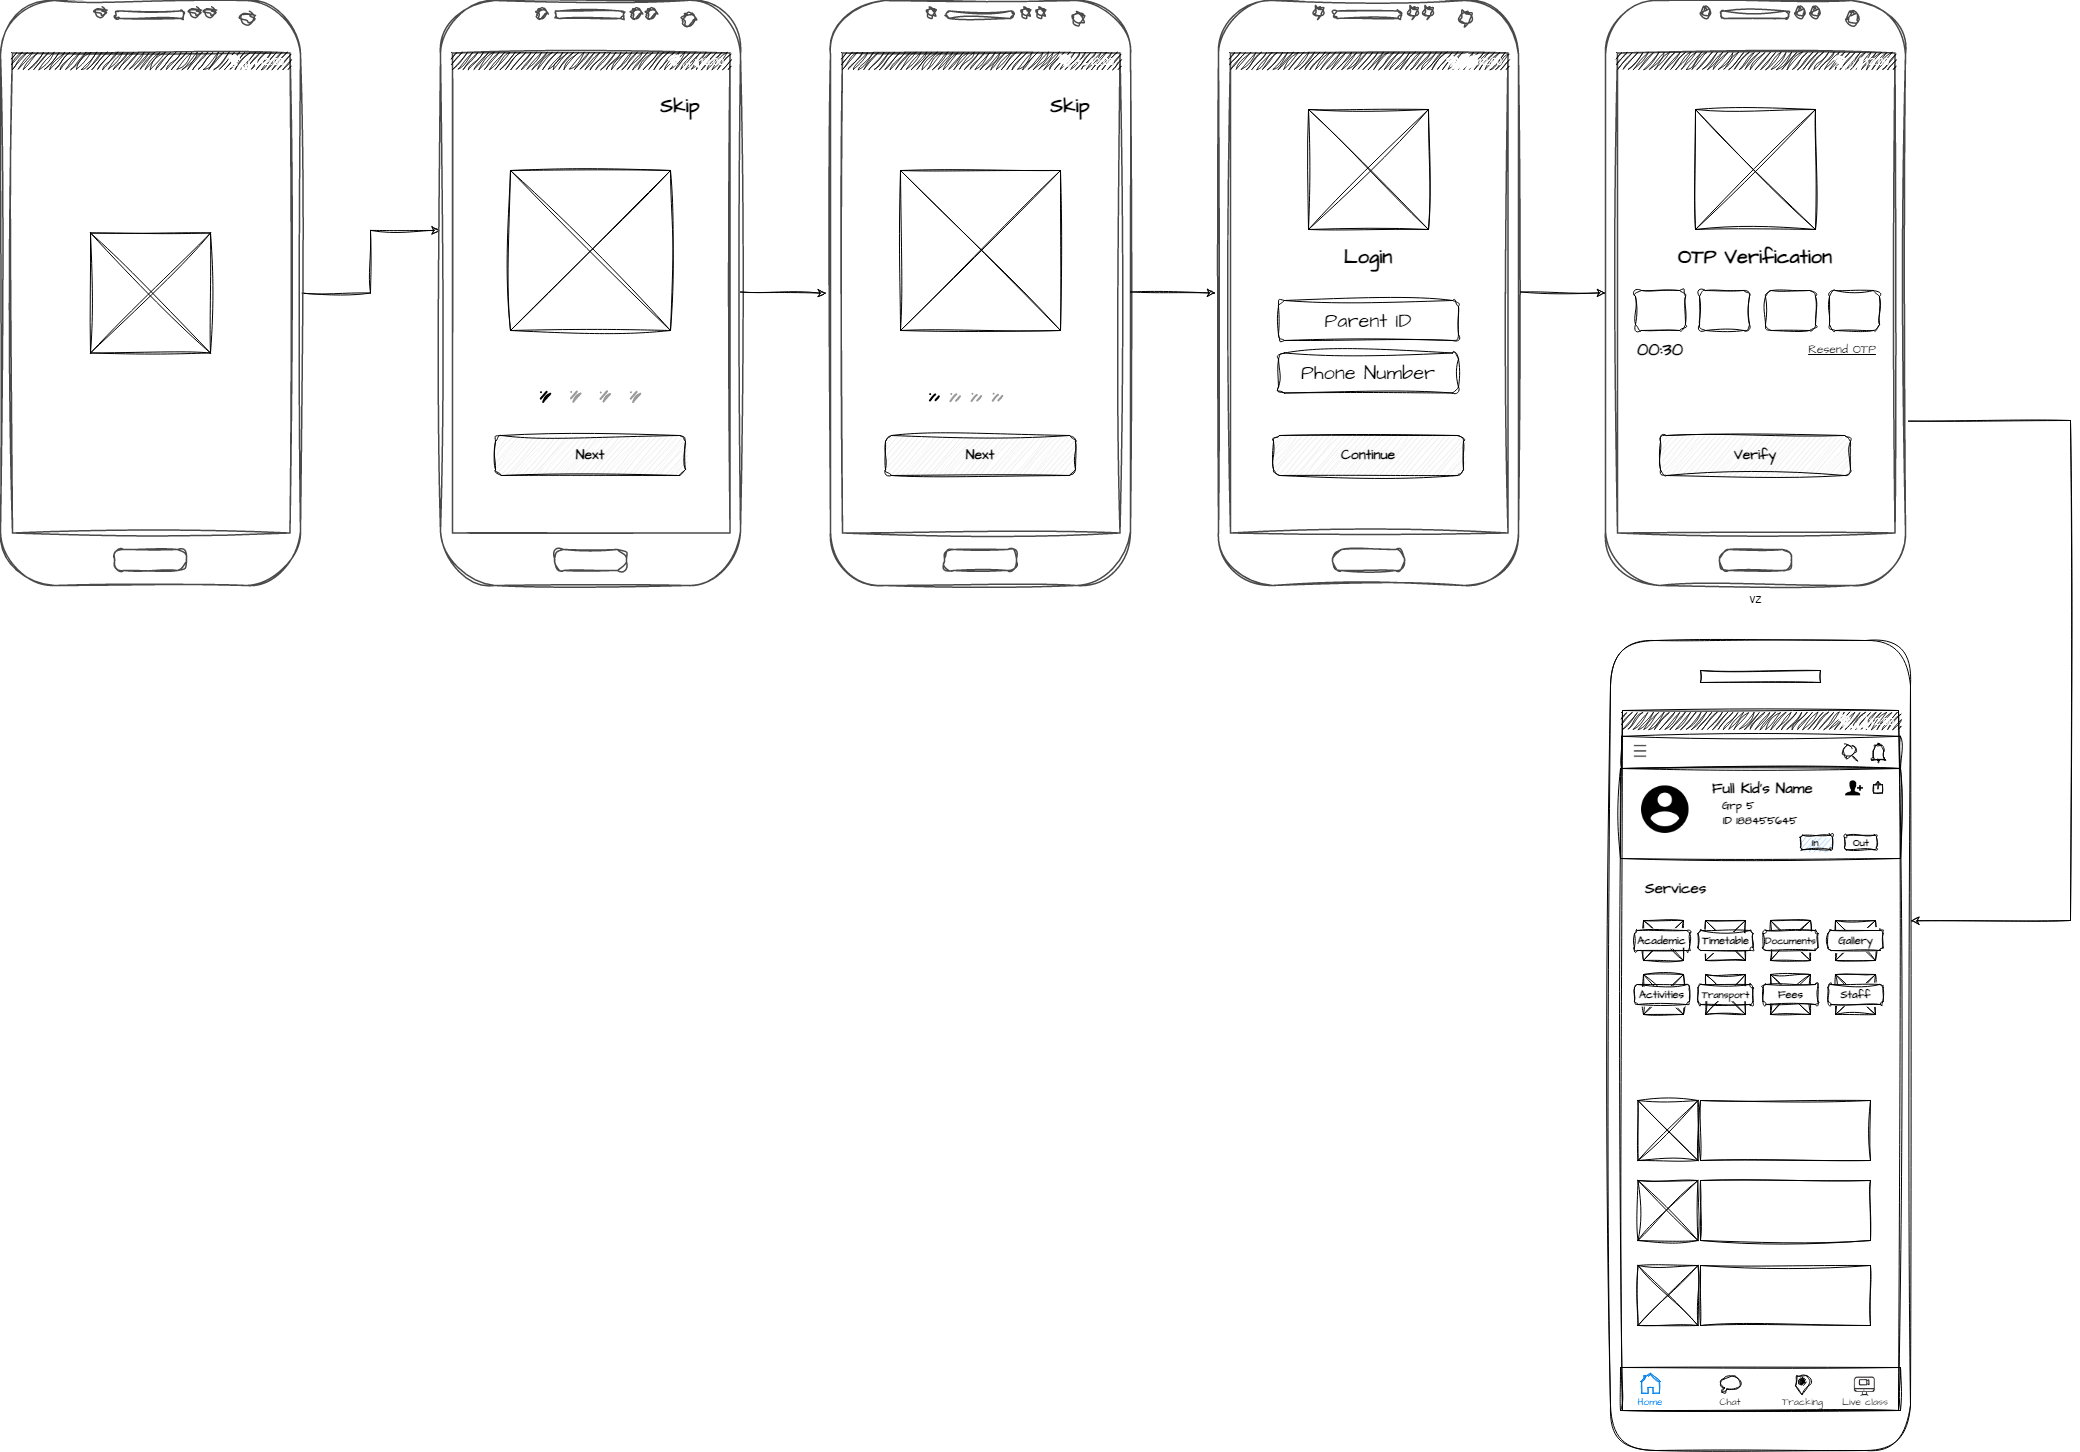 Skip
Next
Skip
Next
Login
Parent ID
Phone Number
Continue
OTP Verification
00:30
Resend OTP
Verify
VZ
Full Kid's Name
Grp 5
ID 188455645
In
Out
Services
Academic
Timetable
Documents
Gallery
Activities
Transport
Fees
Staff
Home
Chat
Tracking
Live class